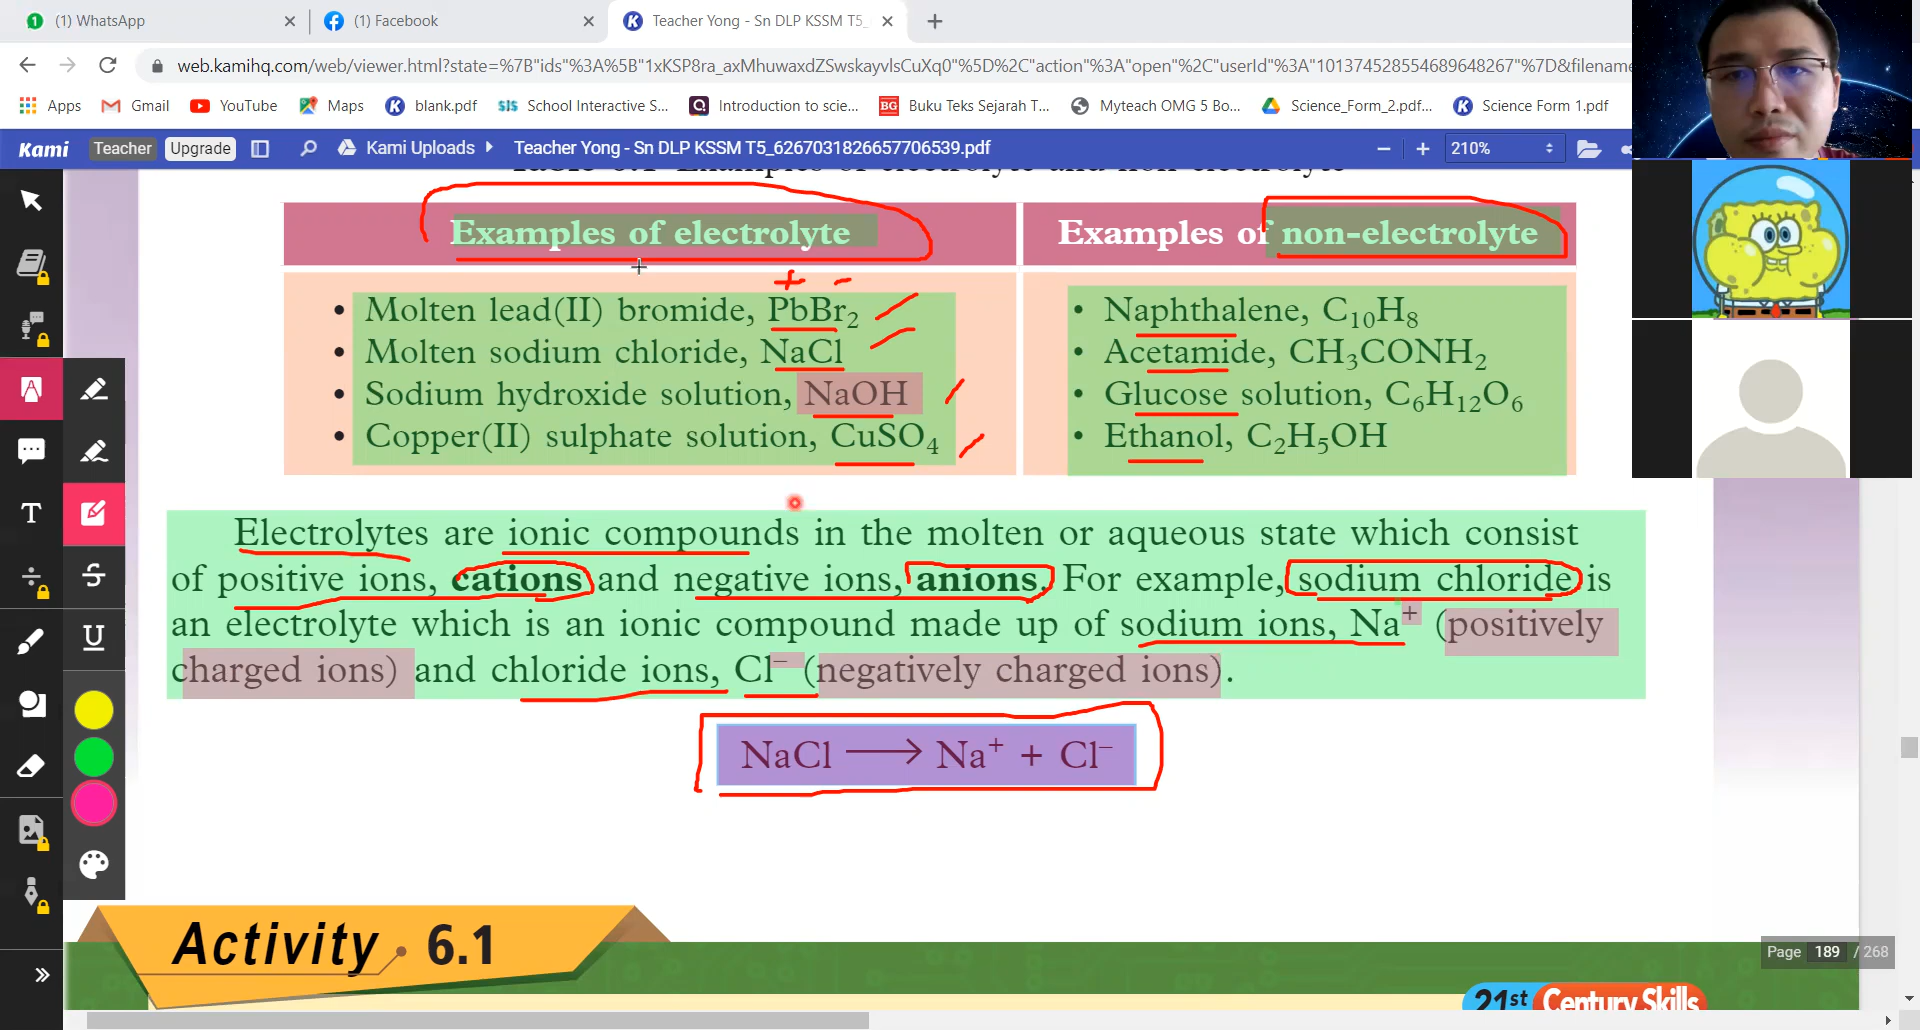 (1) WhatsApp
(1) Facebook
Teacher Yong - Sn DLP KSSM T5_
web.kamihq.com/web/viewer.html?state=%7B"ids"%3A%5B"1xKSP8ra_axMhuwaxdZSwskayvlsCuXq0"%5D%2C"action"%3A"open"%2C"userId"%3A"101374528554689648267"%7D&filename
Apps Gmail YouTube Maps blank.pdf School Interactive S... Introduction to scie... Buku Teks Sejarah T... Myteach OMG 5 Bo... Science_Form_2.pdf... Science Form 1.pdf
Kami Teacher Upgrade Kami Uploads Teacher Yong - Sn DLP KSSM T5_6267031826657706539.pdf 210%
Examples of electrolyte and non-electrolyte
Examples of electrolyte
Examples of non-electrolyte
+ -
• Molten lead(II) bromide, PbBr₂
• Molten sodium chloride, NaCl
• Sodium hydroxide solution, NaOH
• Copper(II) sulphate solution, CuSO₄
• Naphthalene, C₁₀H₈
• Acetamide, CH₃CONH₂
• Glucose solution, C₆H₁₂O₆
• Ethanol, C₂H₅OH
Electrolytes are ionic compounds in the molten or aqueous state which consist
of positive ions, cations and negative ions, anions. For example, sodium chloride is
an electrolyte which is an ionic compound made up of sodium ions, Na⁺ (positively
charged ions) and chloride ions, Cl⁻ (negatively charged ions).
NaCl ⟶ Na⁺ + Cl⁻
Activity 6.1
Page 189 / 268
21st Century Skills